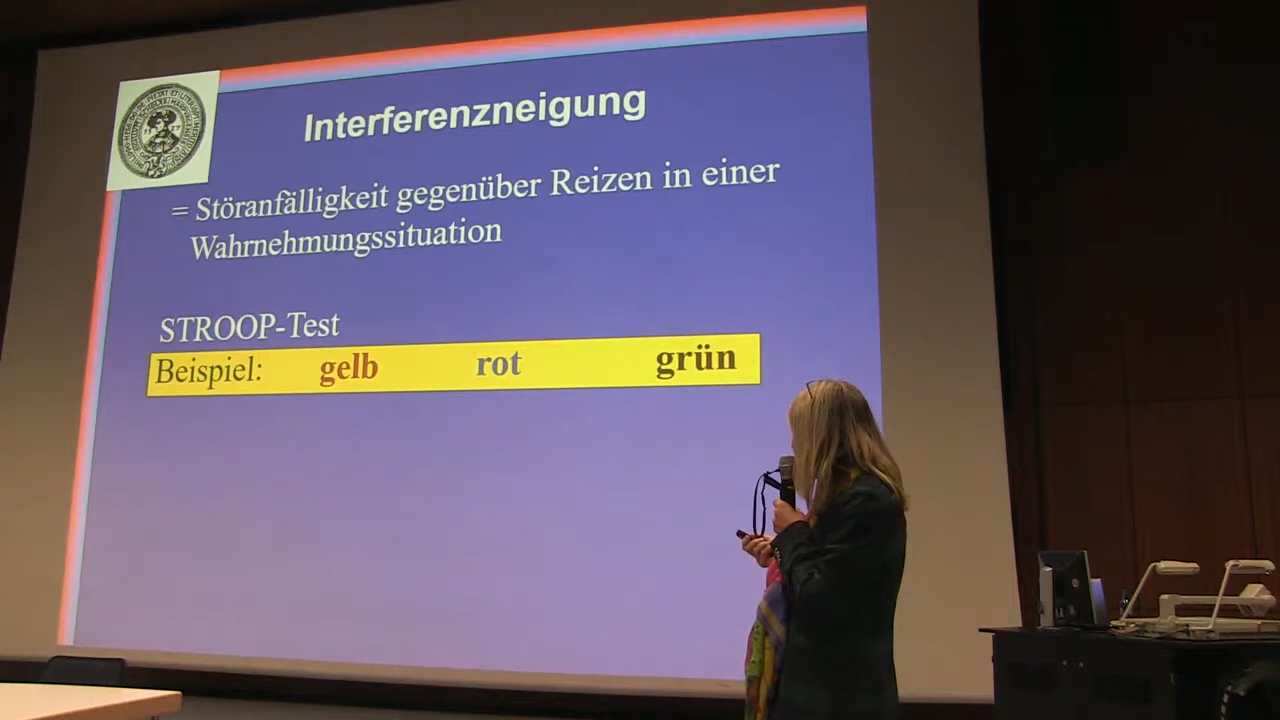 Interferenzneigung
= Störanfälligkeit gegenüber Reizen in einer
Wahrnehmungssituation
STROOP-Test
Beispiel: gelb rot grün